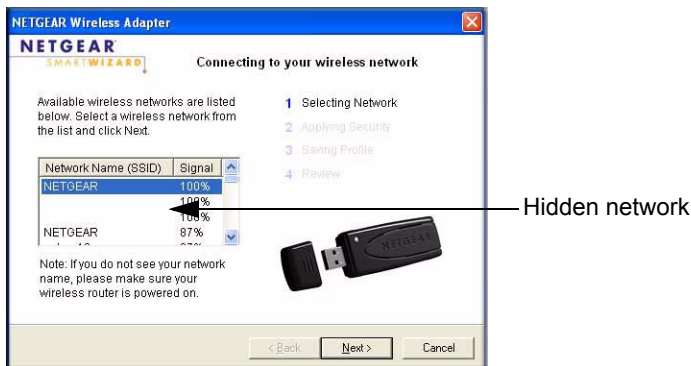 NETGEAR Wireless Adapter
NETGEAR
SMARTWIZARD
Connecting to your wireless network
Available wireless networks are listed
below. Select a wireless network from
the list and click Next.
1 Selecting Network
2 Applying Security
3 Saving Profile
4 Review
Network Name (SSID) Signal
NETGEAR 100%
100%
100%
NETGEAR 87%
Hidden network
NETGEAR
Note: If you do not see your network
name, please make sure your
wireless router is powered on.
< Back
Next >
Cancel